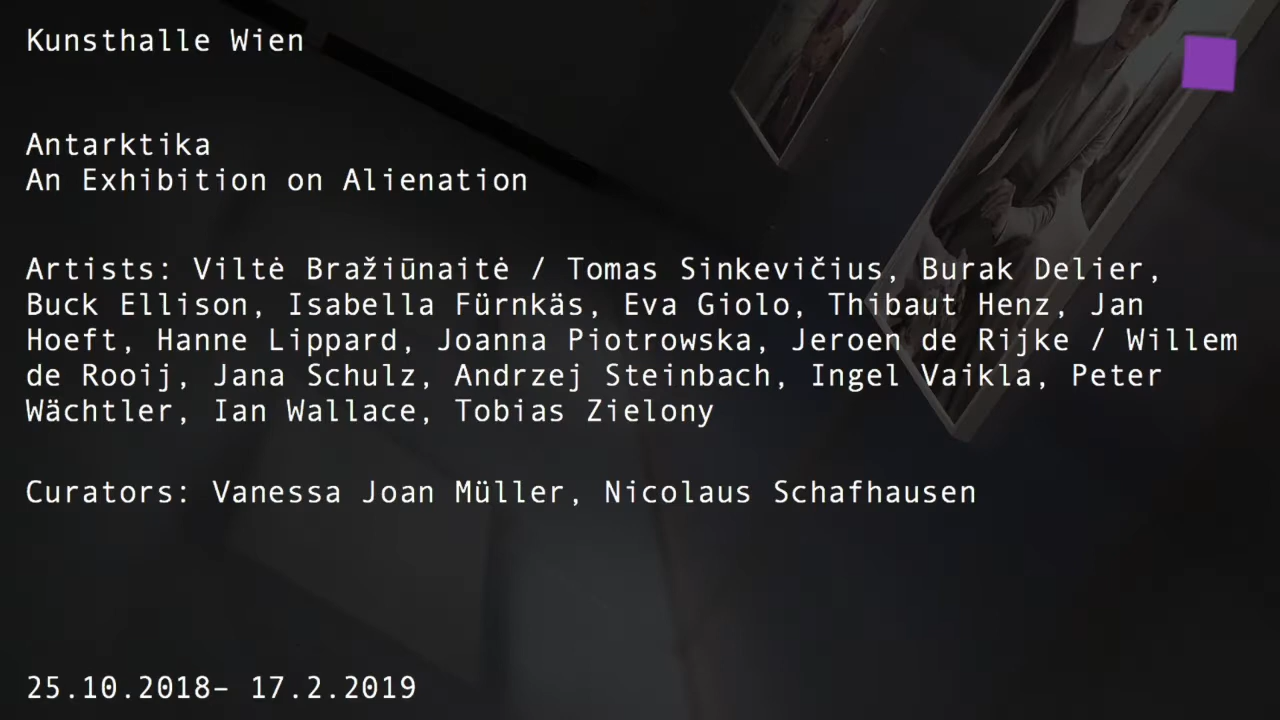 Kunsthalle Wien
Antarktika
An Exhibition on Alienation
Artists: Viltė Bražiūnaitė / Tomas Sinkevičius, Burak Delier,
Buck Ellison, Isabella Fürnkäs, Eva Giolo, Thibaut Henz, Jan
Hoeft, Hanne Lippard, Joanna Piotrowska, Jeroen de Rijke / Willem
de Rooij, Jana Schulz, Andrzej Steinbach, Ingel Vaikla, Peter
Wächtler, Ian Wallace, Tobias Zielony
Curators: Vanessa Joan Müller, Nicolaus Schafhausen
25.10.2018– 17.2.2019